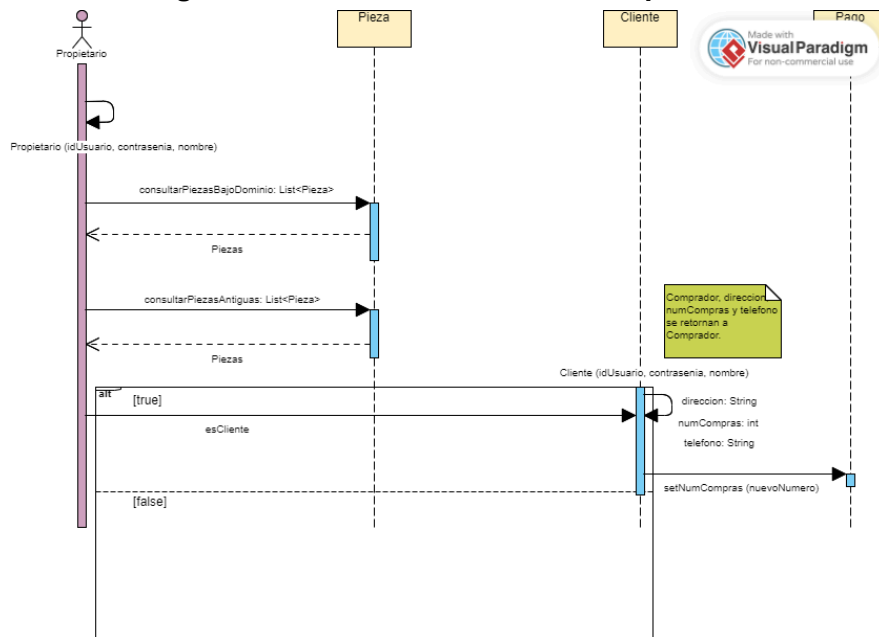 Pieza
Cliente
Pago
Made with
VisualParadigm
For non-commercial use
Propietario
Propietario (idUsuario, contrasenia, nombre)
consultarPiezasBajoDominio: List<Pieza>
Piezas
consultarPiezasAntiguas: List<Pieza>
Comprador, direccion
numCompras y telefono
se retornan a
Comprador.
Piezas
Cliente (idUsuario, contrasenia, nombre)
alt
[true]
direccion: String
esCliente
numCompras: int
telefono: String
setNumCompras (nuevoNumero)
[false]